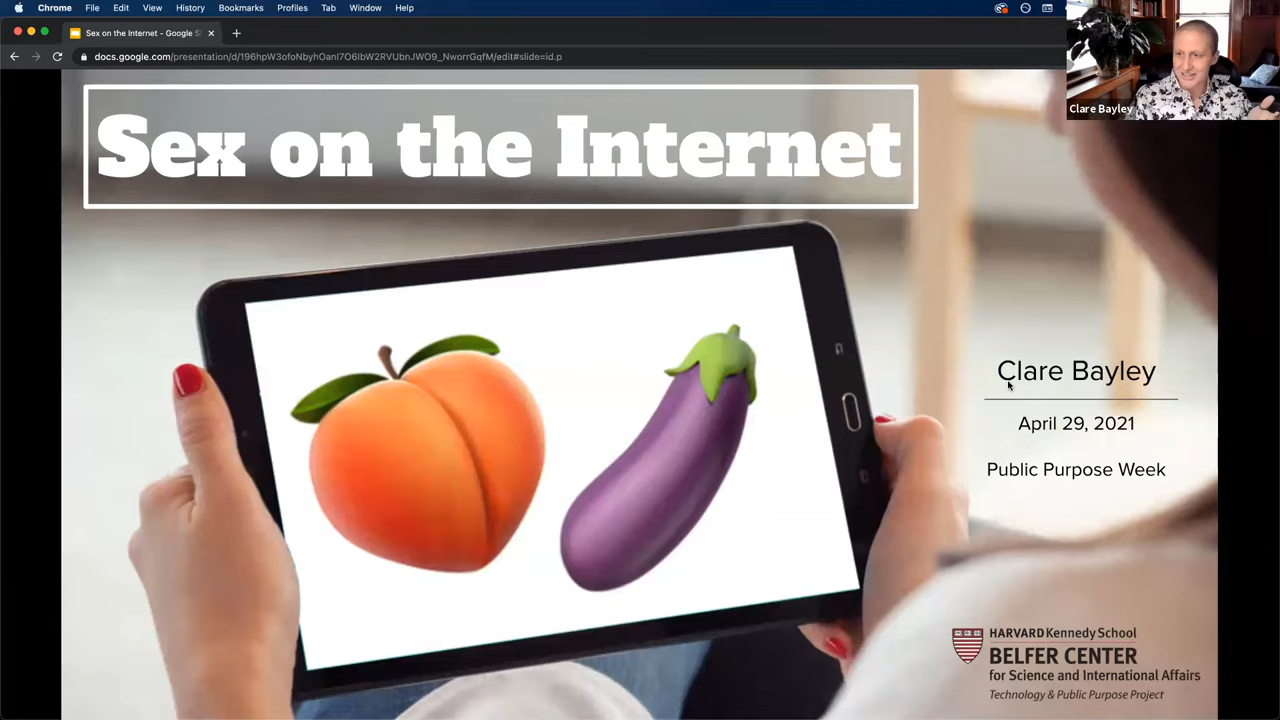 Chrome File Edit View History Bookmarks Profiles Tab Window Help
Sex on the Internet - Google S
docs.google.com/presentation/d/196hpW3ofoNbyhOanI7O6IbW2RVUbnJWO9_NworrGqfM/edit#slide=id.p
Clare Bayley
Sex on the Internet
Clare Bayley
April 29, 2021
Public Purpose Week
HARVARD Kennedy School
BELFER CENTER
for Science and International Affairs
Technology & Public Purpose Project